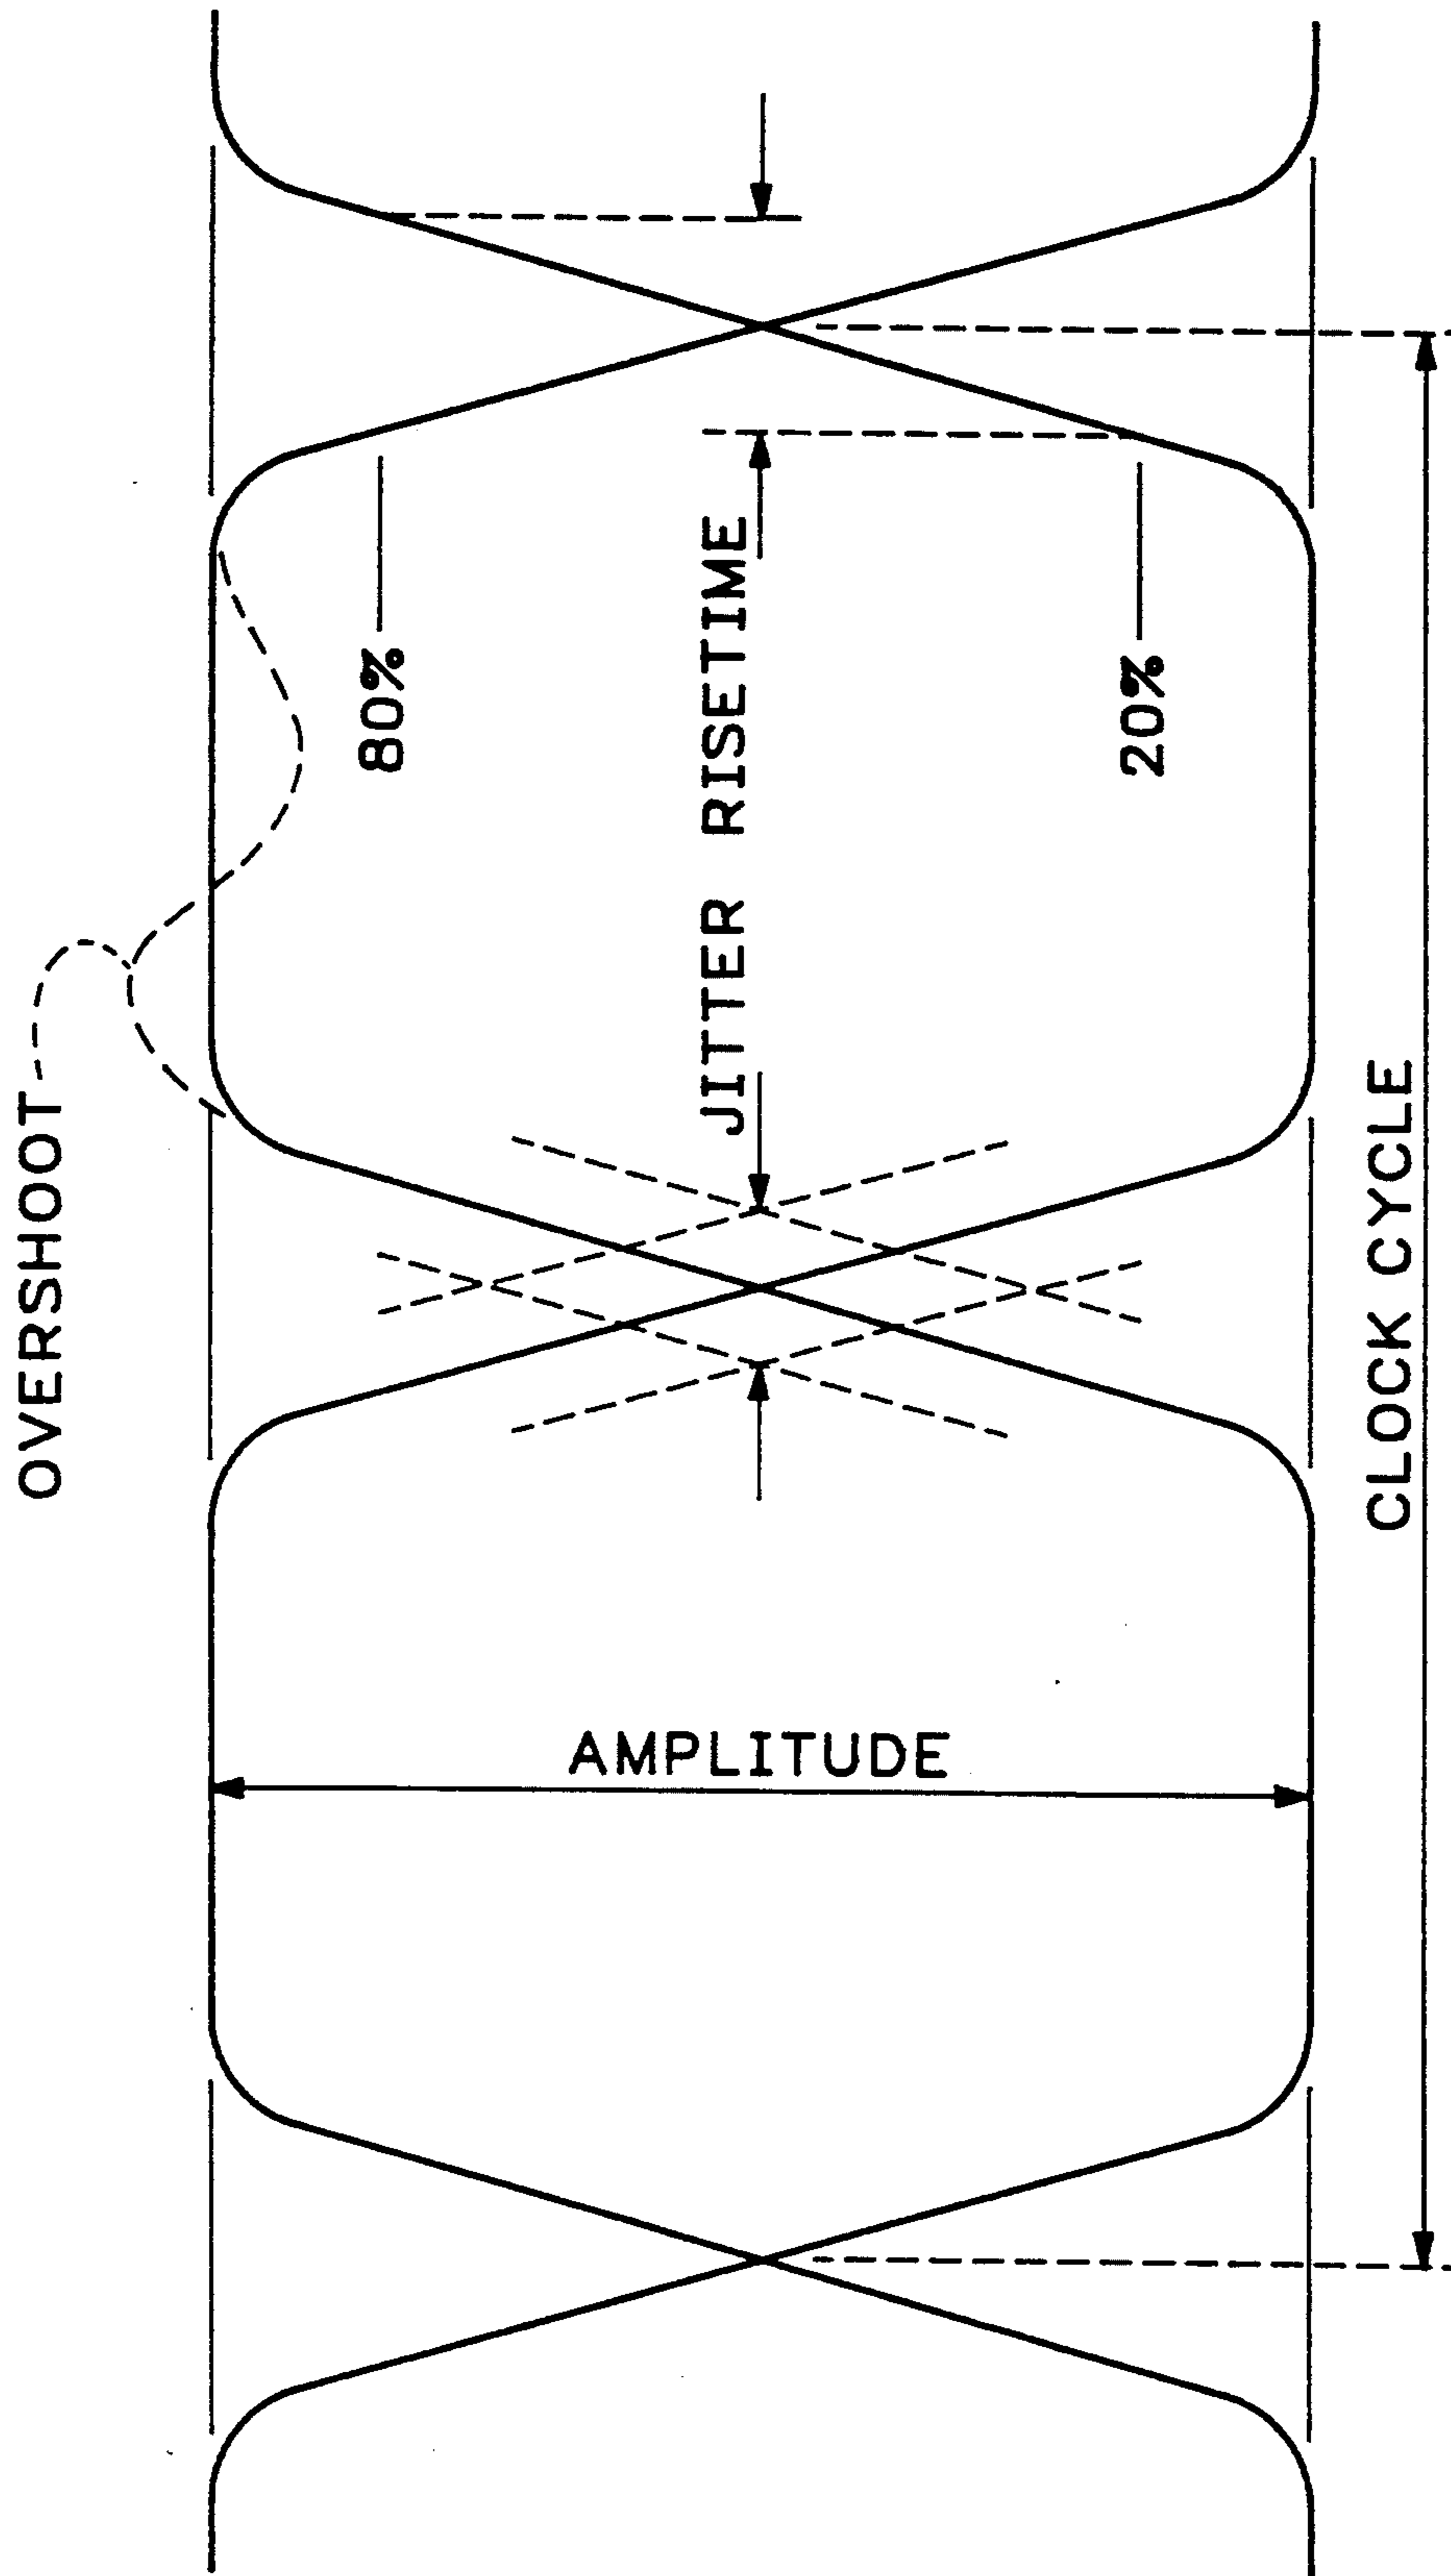 OVERSHOOT
80%
JITTER RISETIME
20%
AMPLITUDE
CLOCK CYCLE